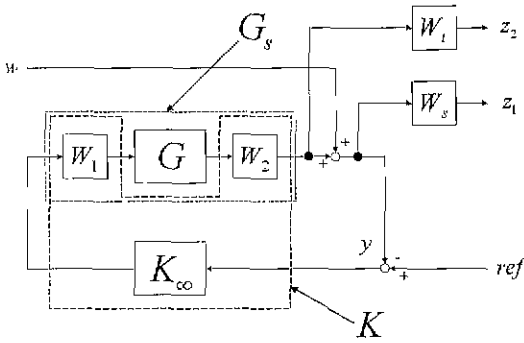 G_s
W_t z_2
w
W_s z_1
+
W_1 G W_2 +
y -
K_∞ + ref
K